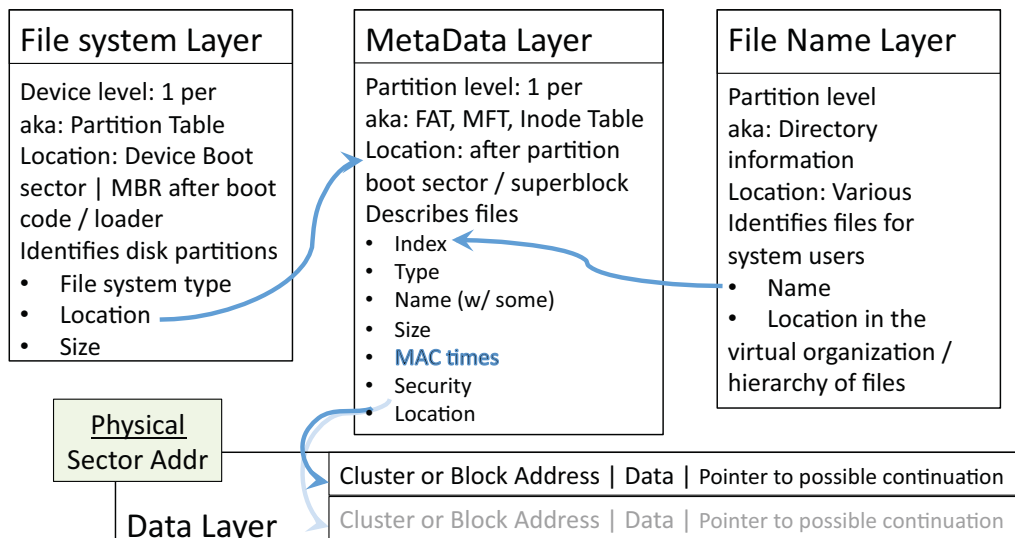 File system Layer
Device level: 1 per
aka: Partition Table
Location: Device Boot
sector | MBR after boot
code / loader
Identifies disk partitions
• File system type
• Location
• Size
MetaData Layer
Partition level: 1 per
aka: FAT, MFT, Inode Table
Location: after partition
boot sector / superblock
Describes files
• Index
• Type
• Name (w/ some)
• Size
• MAC times
• Security
• Location
File Name Layer
Partition level
aka: Directory
information
Location: Various
Identifies files for
system users
• Name
• Location in the
virtual organization /
hierarchy of files
Physical
Sector Addr
Data Layer
Cluster or Block Address | Data | Pointer to possible continuation
Cluster or Block Address | Data | Pointer to possible continuation